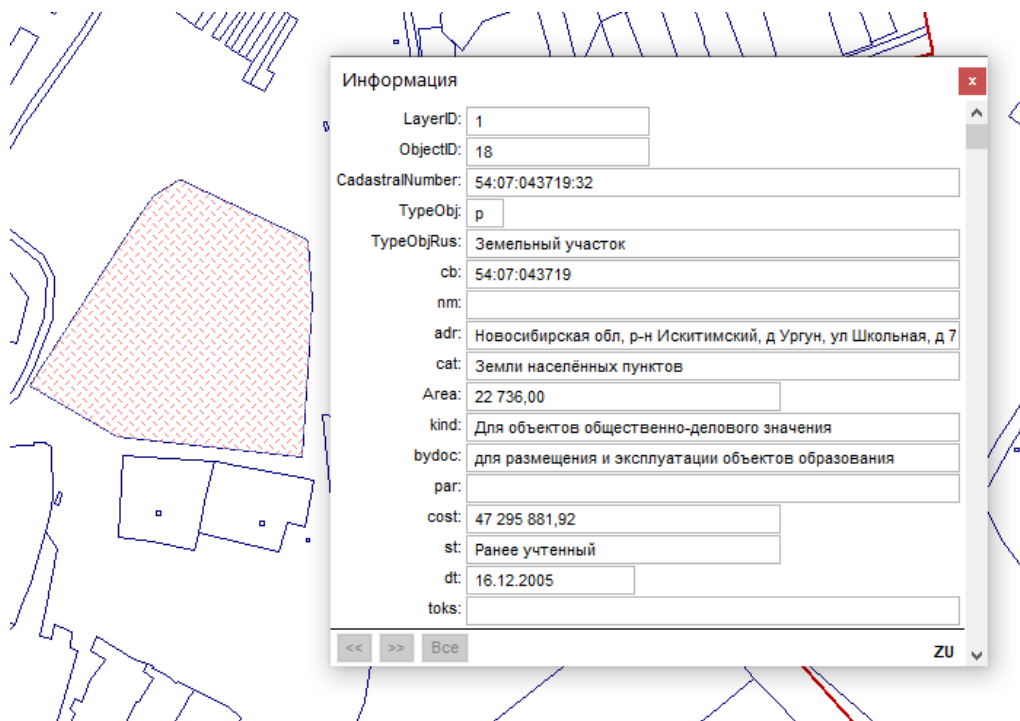 Информация
x
LayerID: 1
ObjectID: 18
CadastralNumber: 54:07:043719:32
TypeObj: p
TypeObjRus: Земельный участок
cb: 54:07:043719
nm:
adr: Новосибирская обл, р-н Искитимский, д Ургун, ул Школьная, д 7
cat: Земли населённых пунктов
Area: 22 736,00
kind: Для объектов общественно-делового значения
bydoc: для размещения и эксплуатации объектов образования
par:
cost: 47 295 881,92
st: Ранее учтенный
dt: 16.12.2005
toks:
<< >> Все ZU